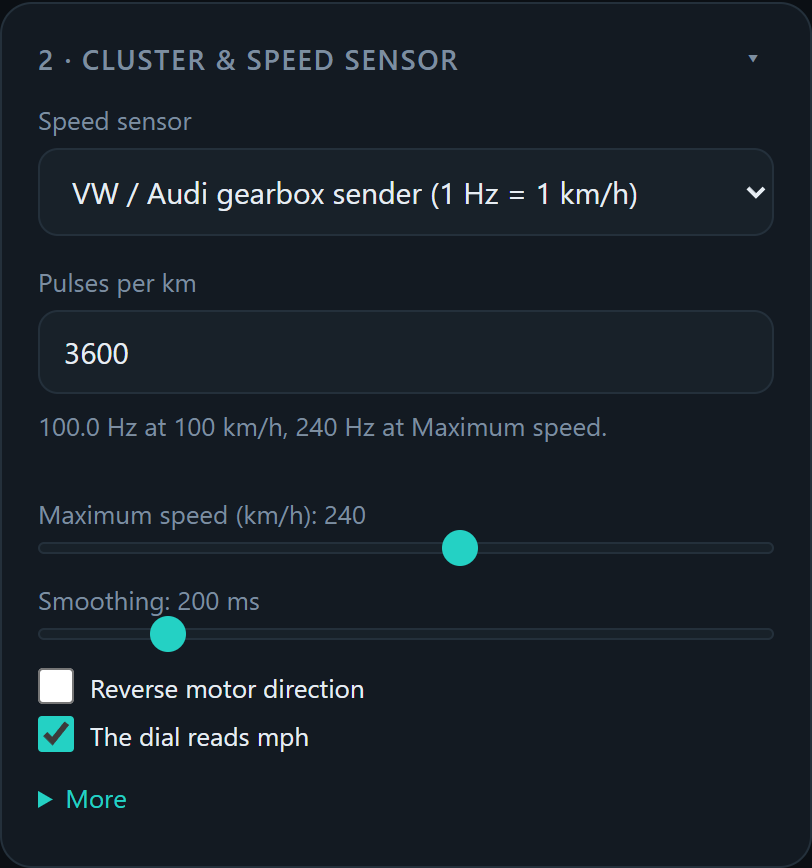 2 · CLUSTER & SPEED SENSOR
Speed sensor
VW / Audi gearbox sender (1 Hz = 1 km/h)
Pulses per km
3600
100.0 Hz at 100 km/h, 240 Hz at Maximum speed.
Maximum speed (km/h): 240
Smoothing: 200 ms
Reverse motor direction
The dial reads mph
More